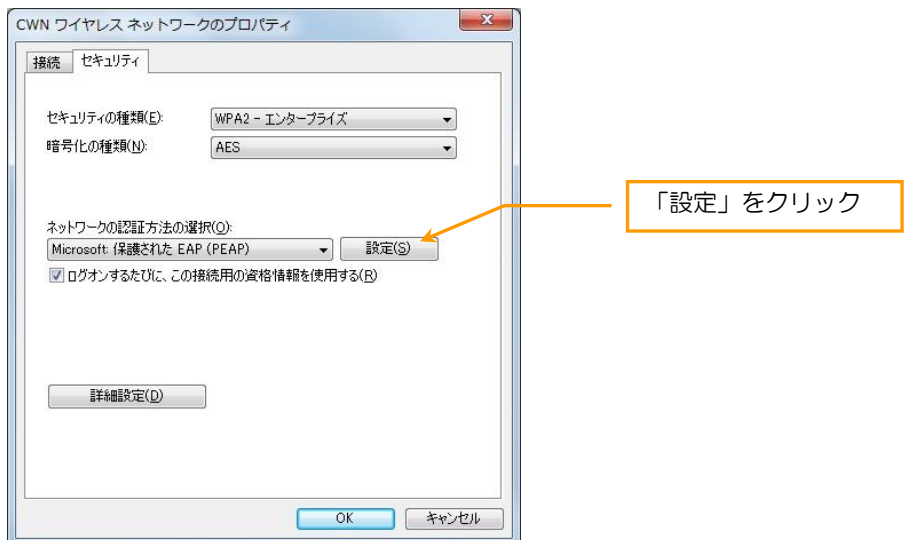 CWN ワイヤレス ネットワークのプロパティ
接続 セキュリティ
セキュリティの種類(E):
WPA2 - エンタープライズ
暗号化の種類(N):
AES
ネットワークの認証方法の選択(O):
Microsoft: 保護された EAP (PEAP)
設定(S)
「設定」をクリック
ログオンするたびに、この接続用の資格情報を使用する(R)
詳細設定(D)
OK キャンセル